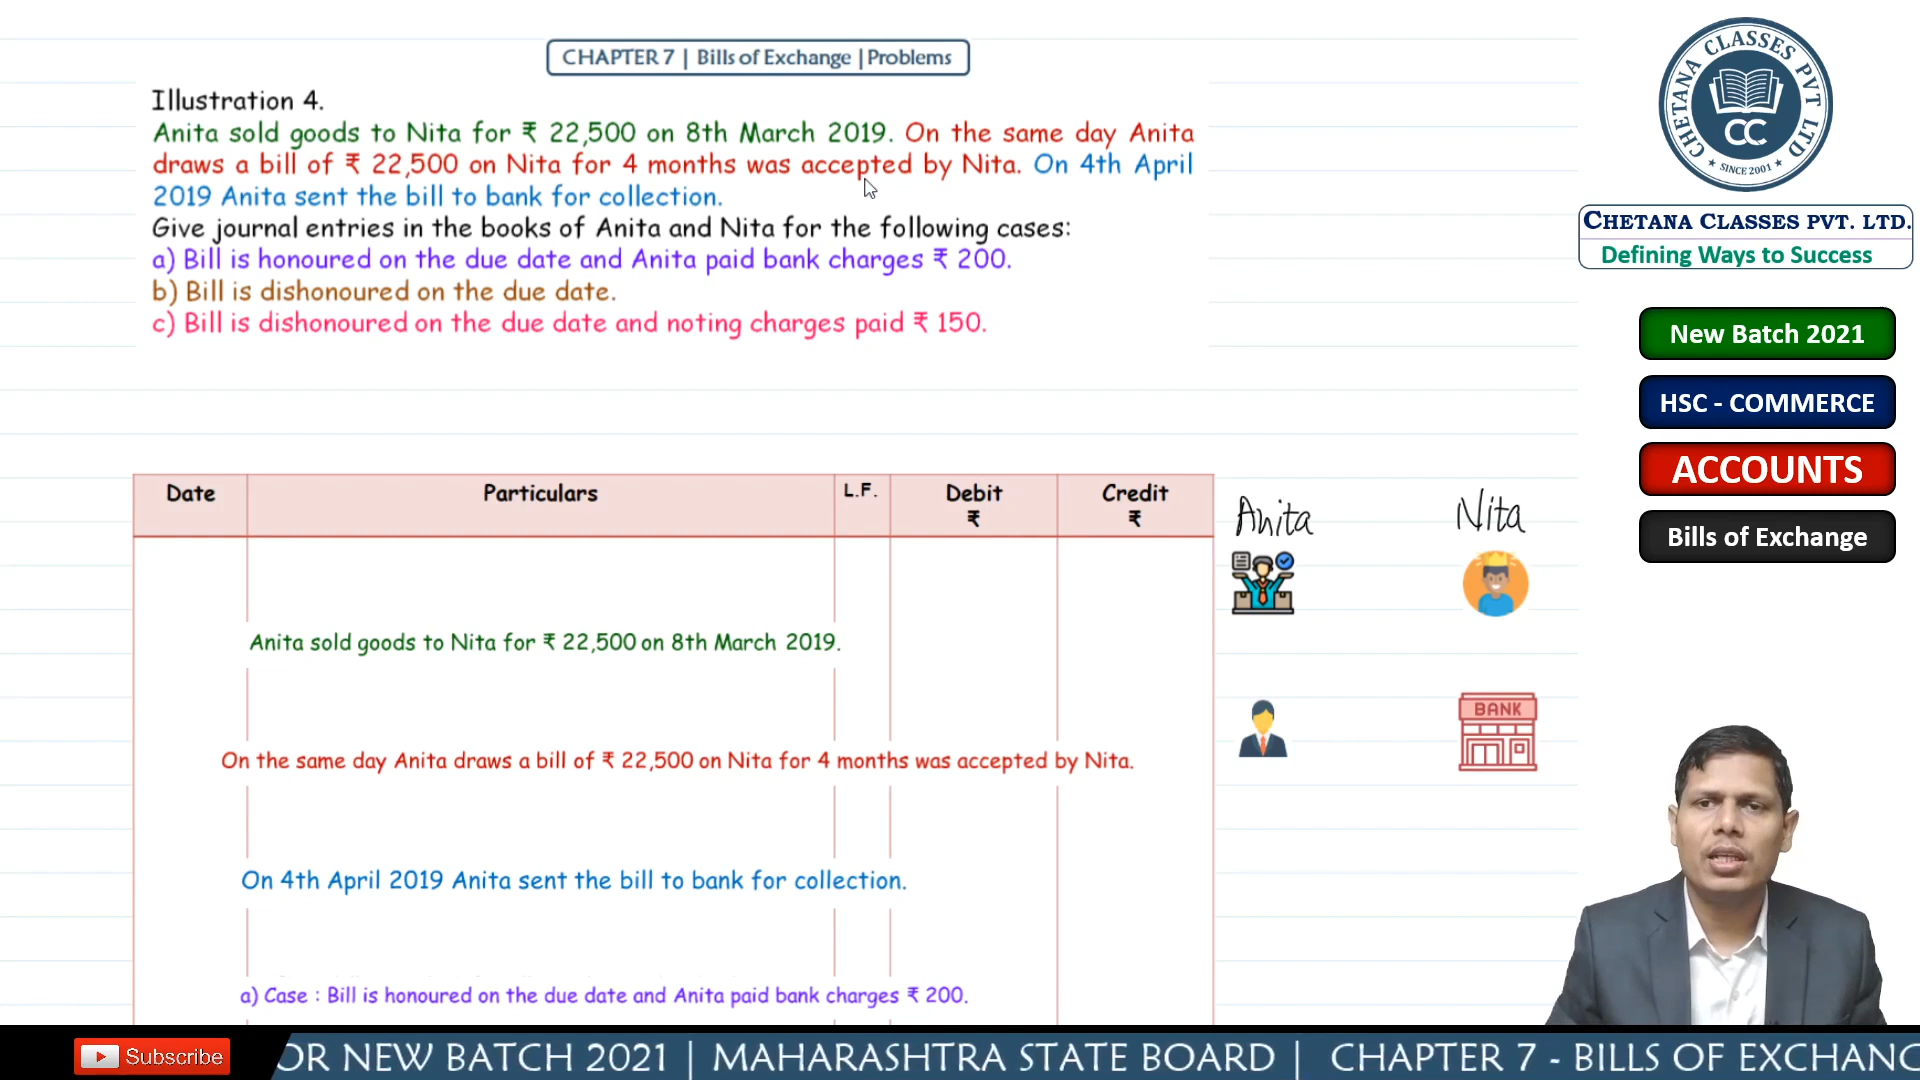 CHAPTER 7 | Bills of Exchange | Problems
Illustration 4.
Anita sold goods to Nita for ₹ 22,500 on 8th March 2019. On the same day Anita
draws a bill of ₹ 22,500 on Nita for 4 months was accepted by Nita. On 4th April
2019 Anita sent the bill to bank for collection.
Give journal entries in the books of Anita and Nita for the following cases:
a) Bill is honoured on the due date and Anita paid bank charges ₹ 200.
b) Bill is dishonoured on the due date.
c) Bill is dishonoured on the due date and noting charges paid ₹ 150.
Date Particulars L.F. Debit ₹ Credit ₹
Anita sold goods to Nita for ₹ 22,500 on 8th March 2019.
On the same day Anita draws a bill of ₹ 22,500 on Nita for 4 months was accepted by Nita.
On 4th April 2019 Anita sent the bill to bank for collection.
a) Case : Bill is honoured on the due date and Anita paid bank charges ₹ 200.
Anita
Nita
BANK
CHETANA CLASSES PVT LTD
CC
SINCE 2001
CHETANA CLASSES PVT. LTD.
Defining Ways to Success
New Batch 2021
HSC - COMMERCE
ACCOUNTS
Bills of Exchange
Subscribe
OR NEW BATCH 2021 | MAHARASHTRA STATE BOARD | CHAPTER 7 - BILLS OF EXCHANC